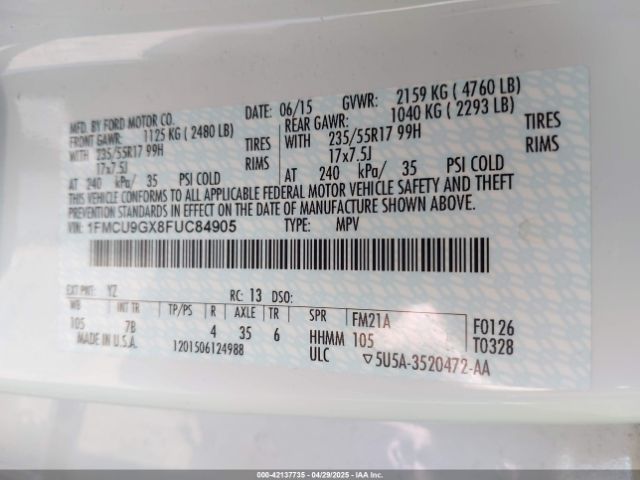 MFD. BY FORD MOTOR CO.
DATE: 06/15 GVWR: 2159 KG ( 4760 LB)
FRONT GAWR: 1125 KG ( 2480 LB)
REAR GAWR: 1040 KG ( 2293 LB)
WITH 235/55R17 99H TIRES
WITH 235/55R17 99H TIRES
17x7.5J RIMS
17x7.5J RIMS
AT 240 kPa/ 35 PSI COLD
AT 240 kPa/ 35 PSI COLD
THIS VEHICLE CONFORMS TO ALL APPLICABLE FEDERAL MOTOR VEHICLE SAFETY AND THEFT
PREVENTION STANDARDS IN EFFECT ON THE DATE OF MANUFACTURE SHOWN ABOVE.
VIN: 1FMCU9GX8FUC84905 TYPE: MPV
EXT PNT: YZ RC: 13 DSO:
WB INT TR TP/PS R AXLE TR SPR FM21A F0126
105 7B 4 35 6 HHMM 105 T0328
MADE IN U.S.A. 1201506124988 ULC ▽5U5A-3520472-AA
000-42137735 - 04/29/2025 - IAA Inc.